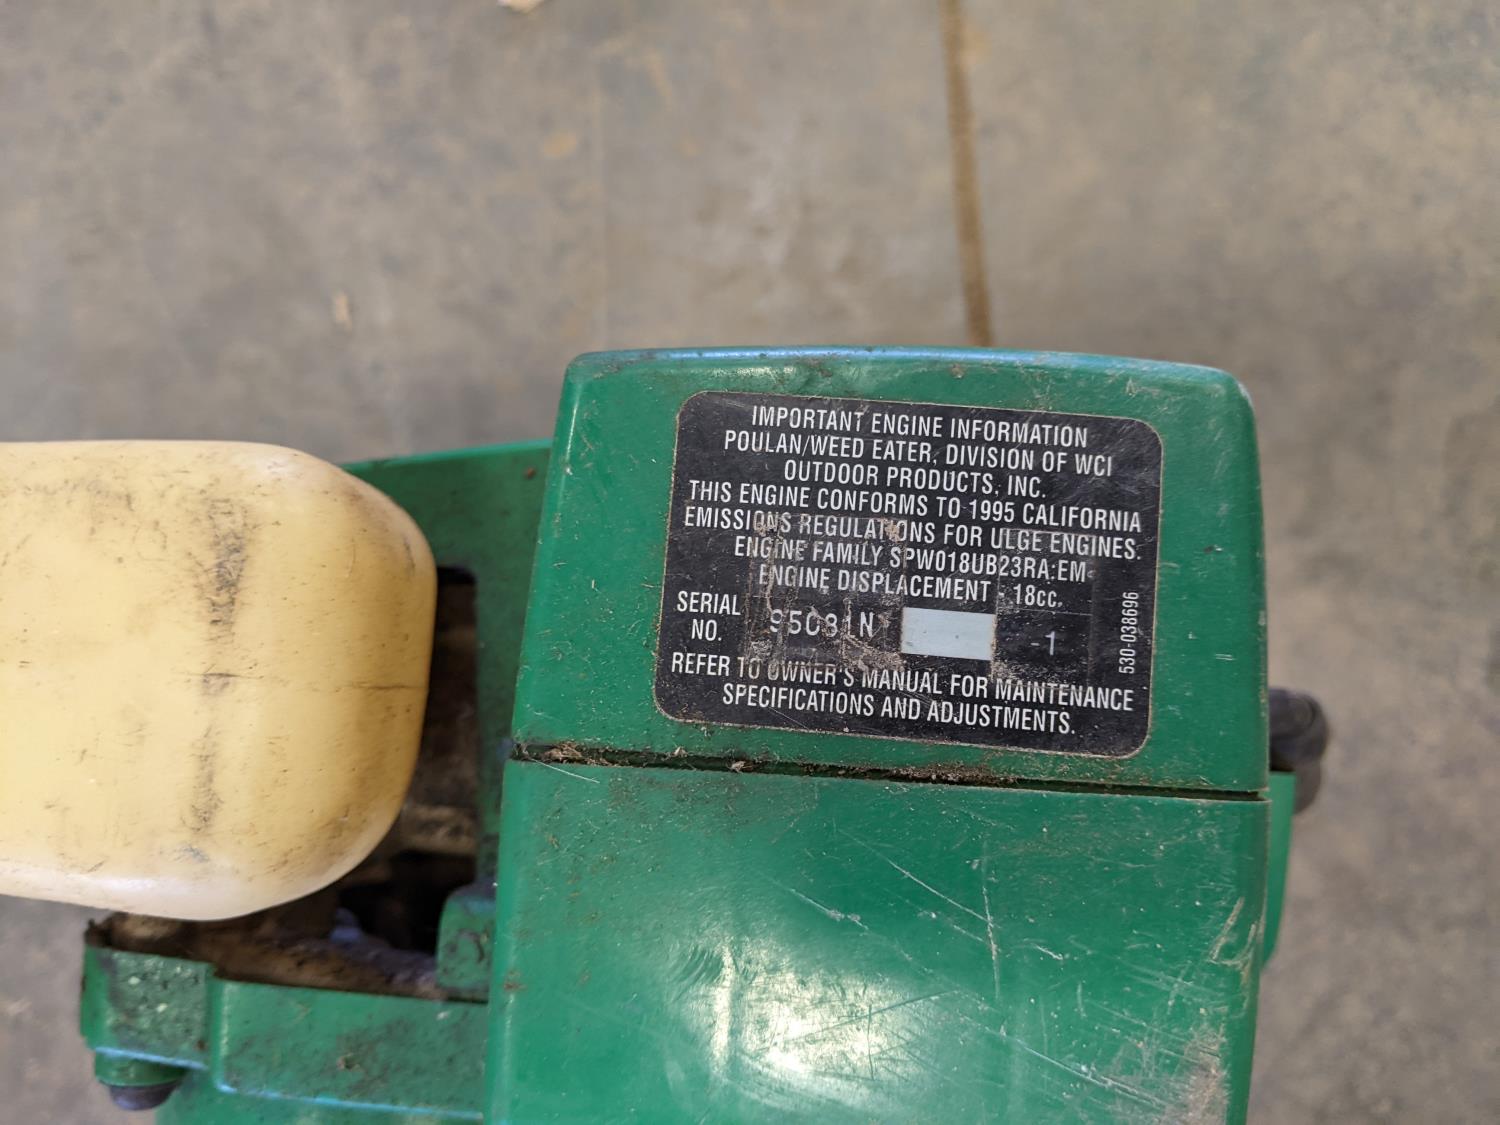 IMPORTANT ENGINE INFORMATION
POULAN/WEED EATER, DIVISION OF WCI
OUTDOOR PRODUCTS, INC.
THIS ENGINE CONFORMS TO 1995 CALIFORNIA
EMISSIONS REGULATIONS FOR ULGE ENGINES.
ENGINE FAMILY SPW018UB23RA:EM
ENGINE DISPLACEMENT - 18cc.
SERIAL NO. -1
REFER TO OWNER'S MANUAL FOR MAINTENANCE
SPECIFICATIONS AND ADJUSTMENTS.
530-038696